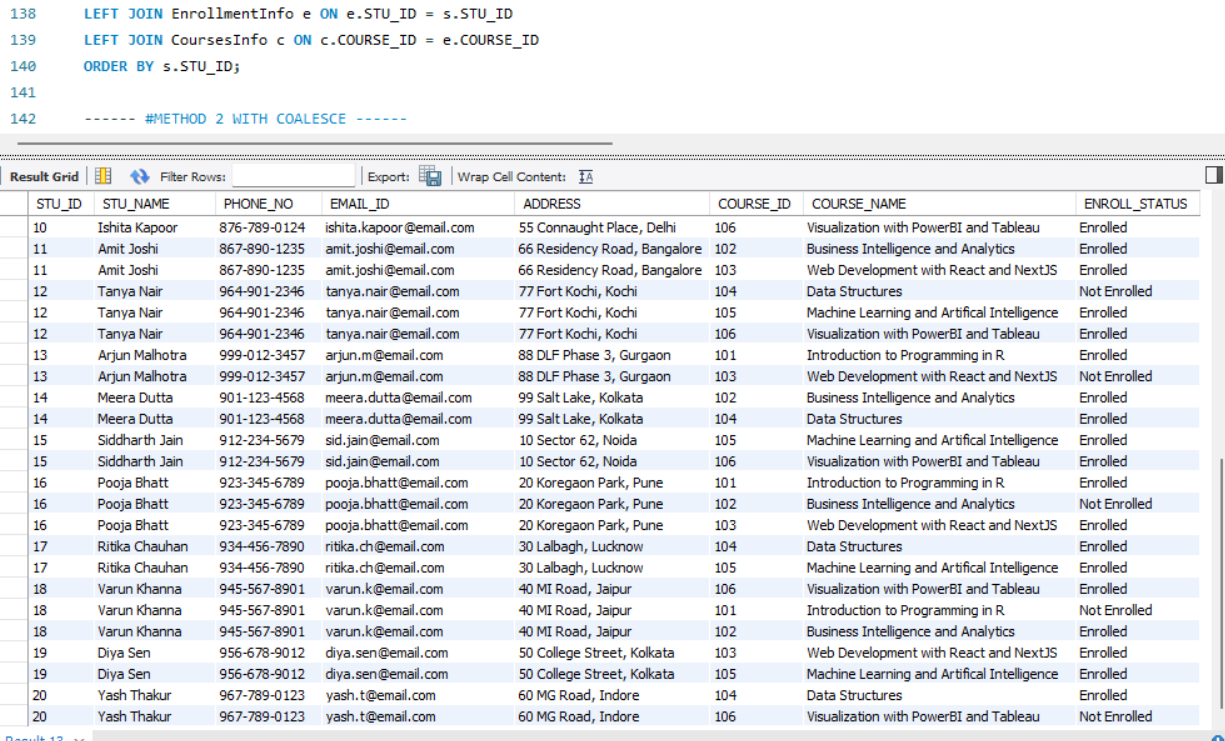 138 LEFT JOIN EnrollmentInfo e ON e.STU_ID = s.STU_ID
139 LEFT JOIN CoursesInfo c ON c.COURSE_ID = e.COURSE_ID
140 ORDER BY s.STU_ID;
141
142 ------ #METHOD 2 WITH COALESCE ------
Result Grid Filter Rows: Export: Wrap Cell Content: IA
STU_ID STU_NAME PHONE_NO EMAIL_ID ADDRESS COURSE_ID COURSE_NAME ENROLL_STATUS
10 Ishita Kapoor 876-789-0124 ishita.kapoor@email.com 55 Connaught Place, Delhi 106 Visualization with PowerBI and Tableau Enrolled
11 Amit Joshi 867-890-1235 amit.joshi@email.com 66 Residency Road, Bangalore 102 Business Intelligence and Analytics Enrolled
11 Amit Joshi 867-890-1235 amit.joshi@email.com 66 Residency Road, Bangalore 103 Web Development with React and NextJS Enrolled
12 Tanya Nair 964-901-2346 tanya.nair@email.com 77 Fort Kochi, Kochi 104 Data Structures Not Enrolled
12 Tanya Nair 964-901-2346 tanya.nair@email.com 77 Fort Kochi, Kochi 105 Machine Learning and Artifical Intelligence Enrolled
12 Tanya Nair 964-901-2346 tanya.nair@email.com 77 Fort Kochi, Kochi 106 Visualization with PowerBI and Tableau Enrolled
13 Arjun Malhotra 999-012-3457 arjun.m@email.com 88 DLF Phase 3, Gurgaon 101 Introduction to Programming in R Enrolled
13 Arjun Malhotra 999-012-3457 arjun.m@email.com 88 DLF Phase 3, Gurgaon 103 Web Development with React and NextJS Not Enrolled
14 Meera Dutta 901-123-4568 meera.dutta@email.com 99 Salt Lake, Kolkata 102 Business Intelligence and Analytics Enrolled
14 Meera Dutta 901-123-4568 meera.dutta@email.com 99 Salt Lake, Kolkata 104 Data Structures Enrolled
15 Siddharth Jain 912-234-5679 sid.jain@email.com 10 Sector 62, Noida 105 Machine Learning and Artifical Intelligence Enrolled
15 Siddharth Jain 912-234-5679 sid.jain@email.com 10 Sector 62, Noida 106 Visualization with PowerBI and Tableau Enrolled
16 Pooja Bhatt 923-345-6789 pooja.bhatt@email.com 20 Koregaon Park, Pune 101 Introduction to Programming in R Enrolled
16 Pooja Bhatt 923-345-6789 pooja.bhatt@email.com 20 Koregaon Park, Pune 102 Business Intelligence and Analytics Not Enrolled
16 Pooja Bhatt 923-345-6789 pooja.bhatt@email.com 20 Koregaon Park, Pune 103 Web Development with React and NextJS Enrolled
17 Ritika Chauhan 934-456-7890 ritika.ch@email.com 30 Lalbagh, Lucknow 104 Data Structures Enrolled
17 Ritika Chauhan 934-456-7890 ritika.ch@email.com 30 Lalbagh, Lucknow 105 Machine Learning and Artifical Intelligence Enrolled
18 Varun Khanna 945-567-8901 varun.k@email.com 40 MI Road, Jaipur 106 Visualization with PowerBI and Tableau Enrolled
18 Varun Khanna 945-567-8901 varun.k@email.com 40 MI Road, Jaipur 101 Introduction to Programming in R Not Enrolled
18 Varun Khanna 945-567-8901 varun.k@email.com 40 MI Road, Jaipur 102 Business Intelligence and Analytics Enrolled
19 Diya Sen 956-678-9012 diya.sen@email.com 50 College Street, Kolkata 103 Web Development with React and NextJS Enrolled
19 Diya Sen 956-678-9012 diya.sen@email.com 50 College Street, Kolkata 105 Machine Learning and Artifical Intelligence Enrolled
20 Yash Thakur 967-789-0123 yash.t@email.com 60 MG Road, Indore 104 Data Structures Enrolled
20 Yash Thakur 967-789-0123 yash.t@email.com 60 MG Road, Indore 106 Visualization with PowerBI and Tableau Not Enrolled
Result 13